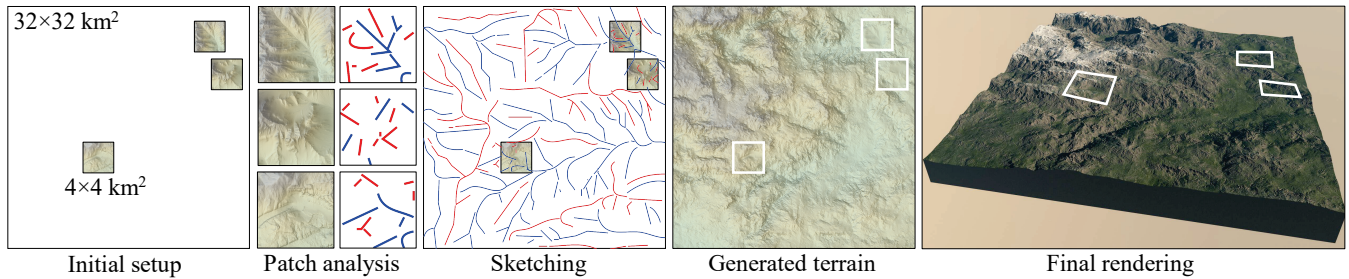 32×32 km²
4×4 km²
Initial setup
Patch analysis
Sketching
Generated terrain
Final rendering